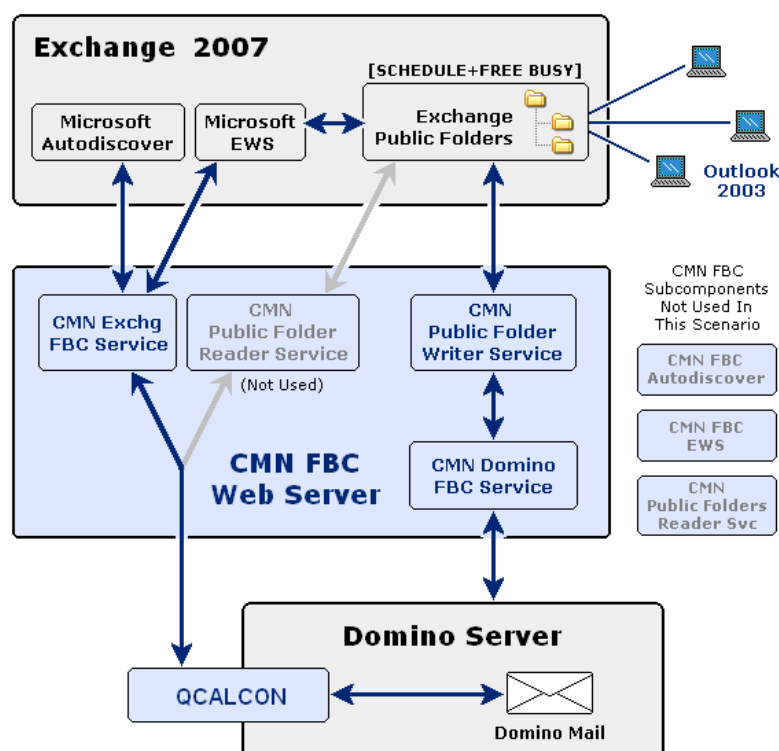 Exchange 2007
[SCHEDULE+FREE BUSY]
Microsoft
Autodiscover
Microsoft
EWS
Exchange
Public Folders
Outlook
2003
CMN Exchg
FBC Service
CMN
Public Folder
Reader Service
(Not Used)
CMN
Public Folder
Writer Service
CMN FBC
Web Server
CMN Domino
FBC Service
CMN FBC
Subcomponents
Not Used In
This Scenario
CMN FBC
Autodiscover
CMN FBC
EWS
CMN
Public Folders
Reader Svc
Domino Server
QCALCON
Domino Mail